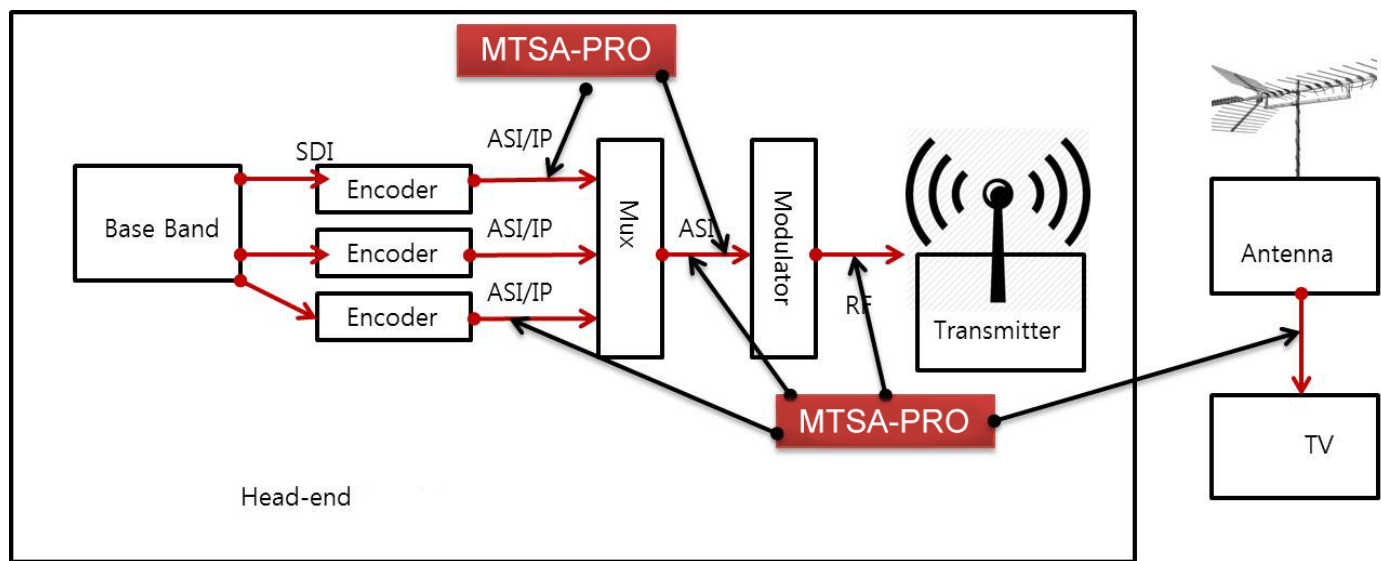 MTSA-PRO
ASI/IP
SDI
Encoder
Base Band
ASI/IP
Encoder
Mux
ASI
Modulator
ASI/IP
Encoder
RF
Transmitter
Antenna
MTSA-PRO
TV
Head-end